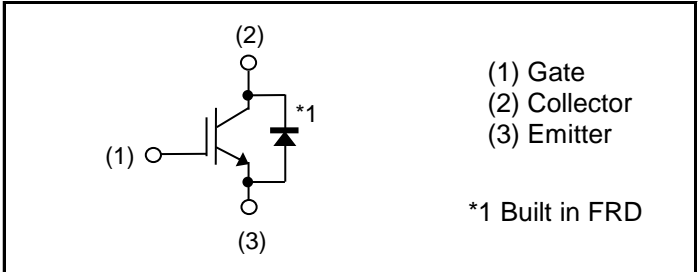 (2)
*1
(1)
(3)
(1) Gate
(2) Collector
(3) Emitter
*1 Built in FRD